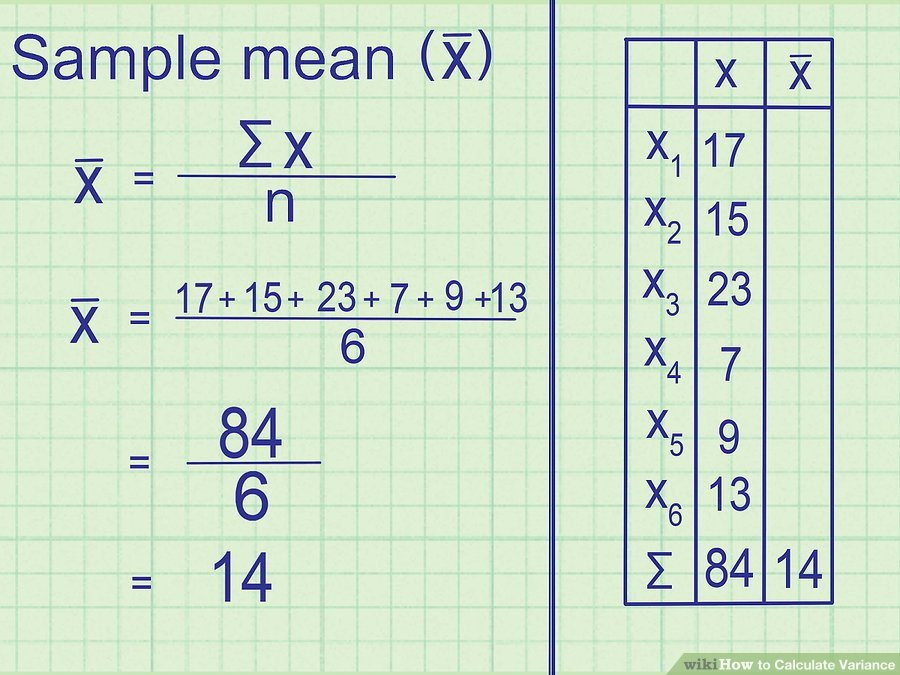 Sample mean (x̅)
x̅ = Σx
n
x̅ = 17 + 15 + 23 + 7 + 9 + 13
6
= 84
6
= 14
x x̅
x₁ 17
x₂ 15
x₃ 23
x₄ 7
x₅ 9
x₆ 13
Σ 84 14
wikiHow to Calculate Variance